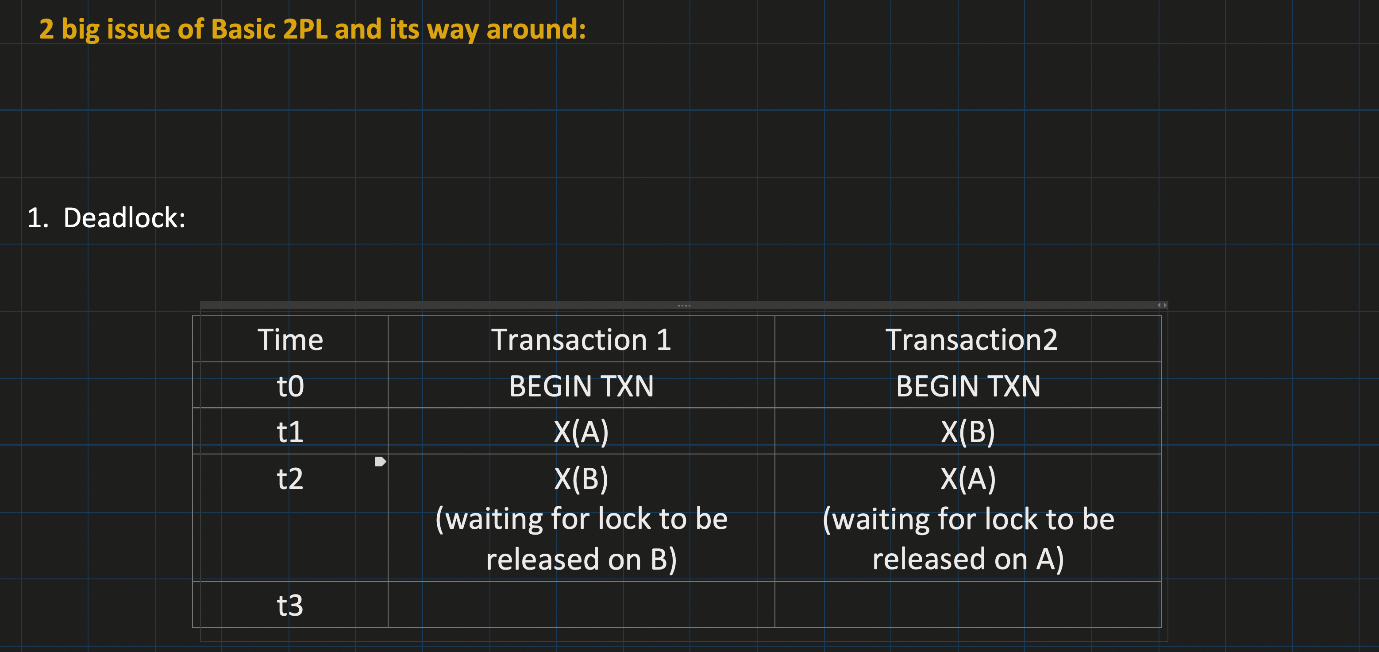 2 big issue of Basic 2PL and its way around:
1. Deadlock:
Time Transaction 1 Transaction2
t0 BEGIN TXN BEGIN TXN
t1 X(A) X(B)
t2 X(B) X(A)
(waiting for lock to be (waiting for lock to be
released on B) released on A)
t3